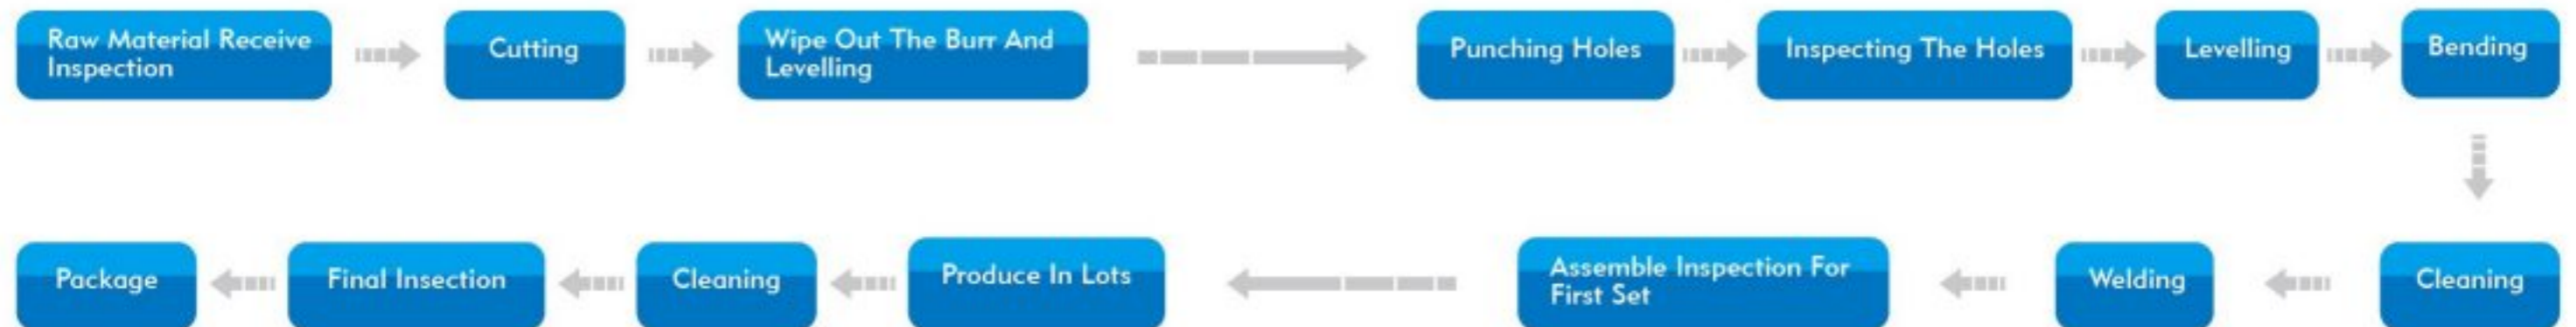 Raw Material Receive
Inspection
Cutting
Wipe Out The Burr And
Levelling
Punching Holes
Inspecting The Holes
Levelling
Bending
Package
Final Insection
Cleaning
Produce In Lots
Assemble Inspection For
First Set
Welding
Cleaning